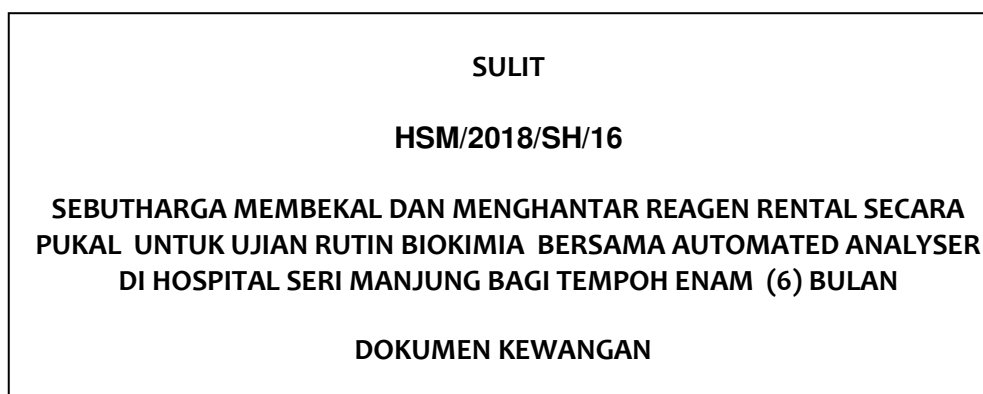 SULIT
HSM/2018/SH/16
SEBUTHARGA MEMBEKAL DAN MENGHANTAR REAGEN RENTAL SECARA
PUKAL UNTUK UJIAN RUTIN BIOKIMIA BERSAMA AUTOMATED ANALYSER
DI HOSPITAL SERI MANJUNG BAGI TEMPOH ENAM (6) BULAN
DOKUMEN KEWANGAN